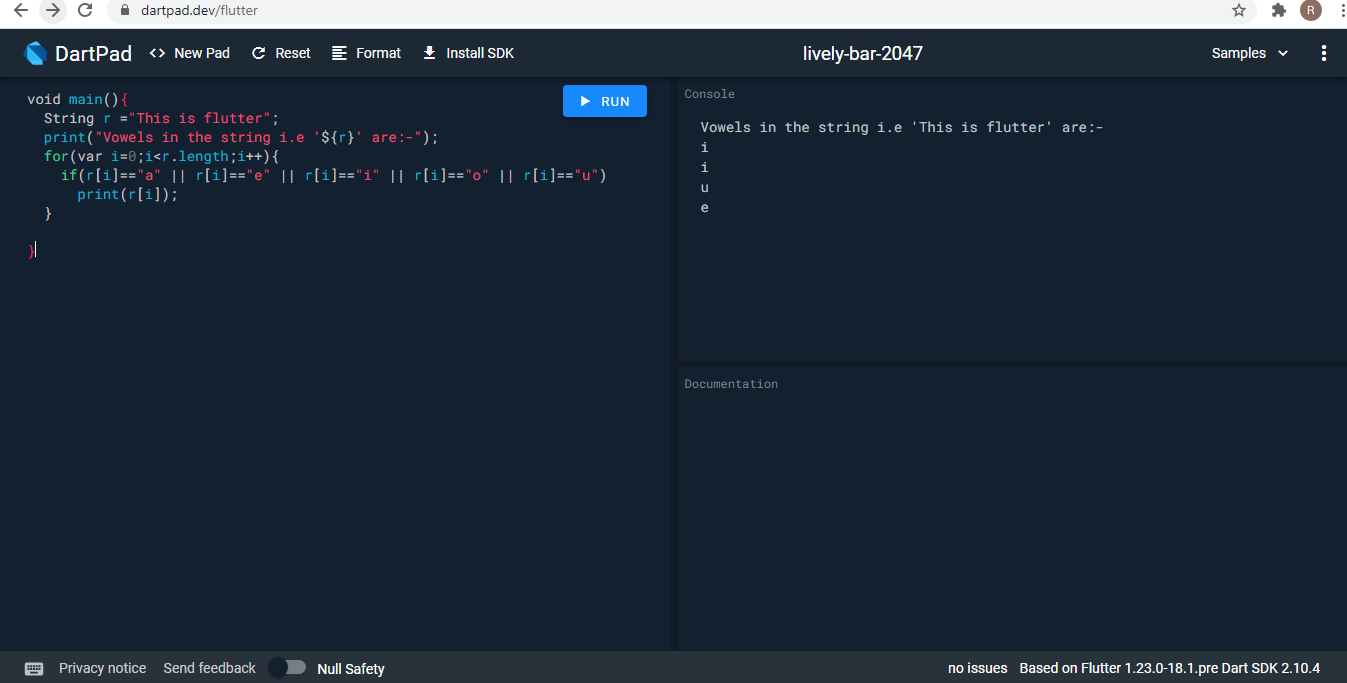 dartpad.dev/flutter
R
DartPad <> New Pad Reset Format Install SDK lively-bar-2047 Samples
void main(){
  String r ="This is flutter";
  print("Vowels in the string i.e '${r}' are:-");
  for(var i=0;i<r.length;i++){
    if(r[i]=="a" || r[i]=="e" || r[i]=="i" || r[i]=="o" || r[i]=="u")
      print(r[i]);
  }
}
RUN
Console
Vowels in the string i.e 'This is flutter' are:-
i
i
u
e
Documentation
Privacy notice Send feedback Null Safety no issues Based on Flutter 1.23.0-18.1.pre Dart SDK 2.10.4